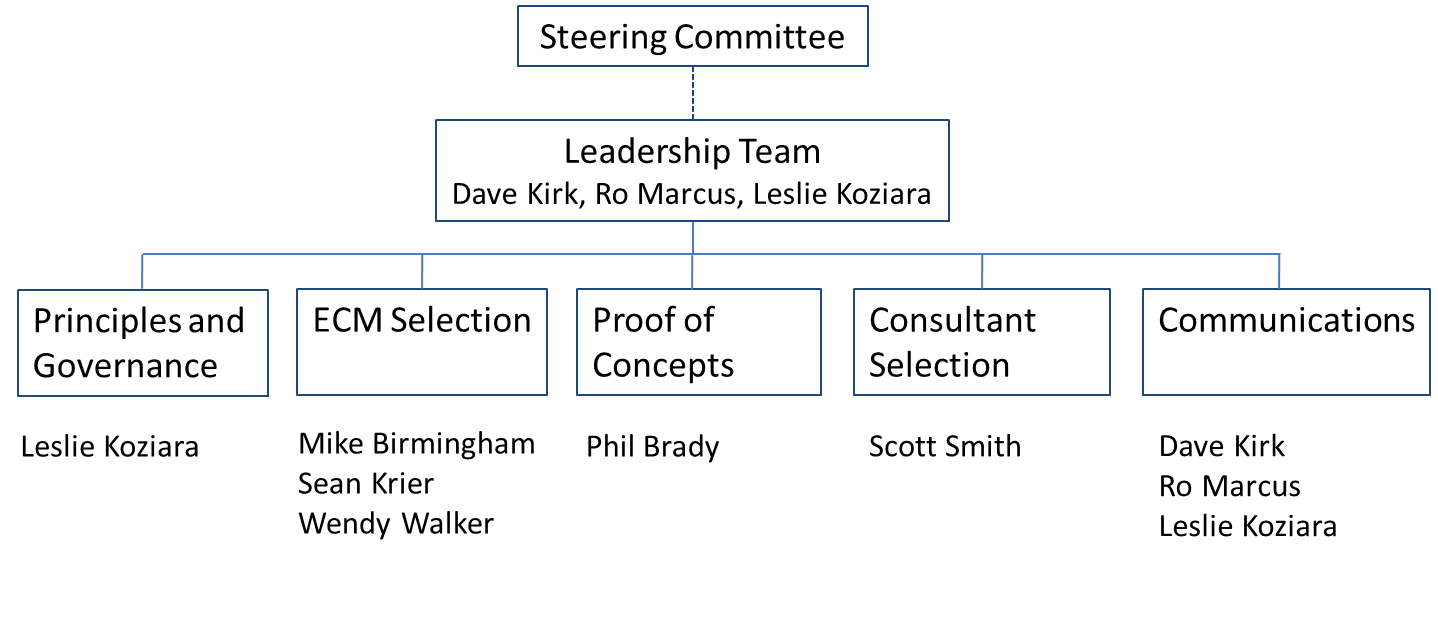 Steering Committee
Leadership Team
Dave Kirk, Ro Marcus, Leslie Koziara
Principles and
Governance
ECM Selection
Proof of
Concepts
Consultant
Selection
Communications
Leslie Koziara
Mike Birmingham
Sean Krier
Wendy Walker
Phil Brady
Scott Smith
Dave Kirk
Ro Marcus
Leslie Koziara